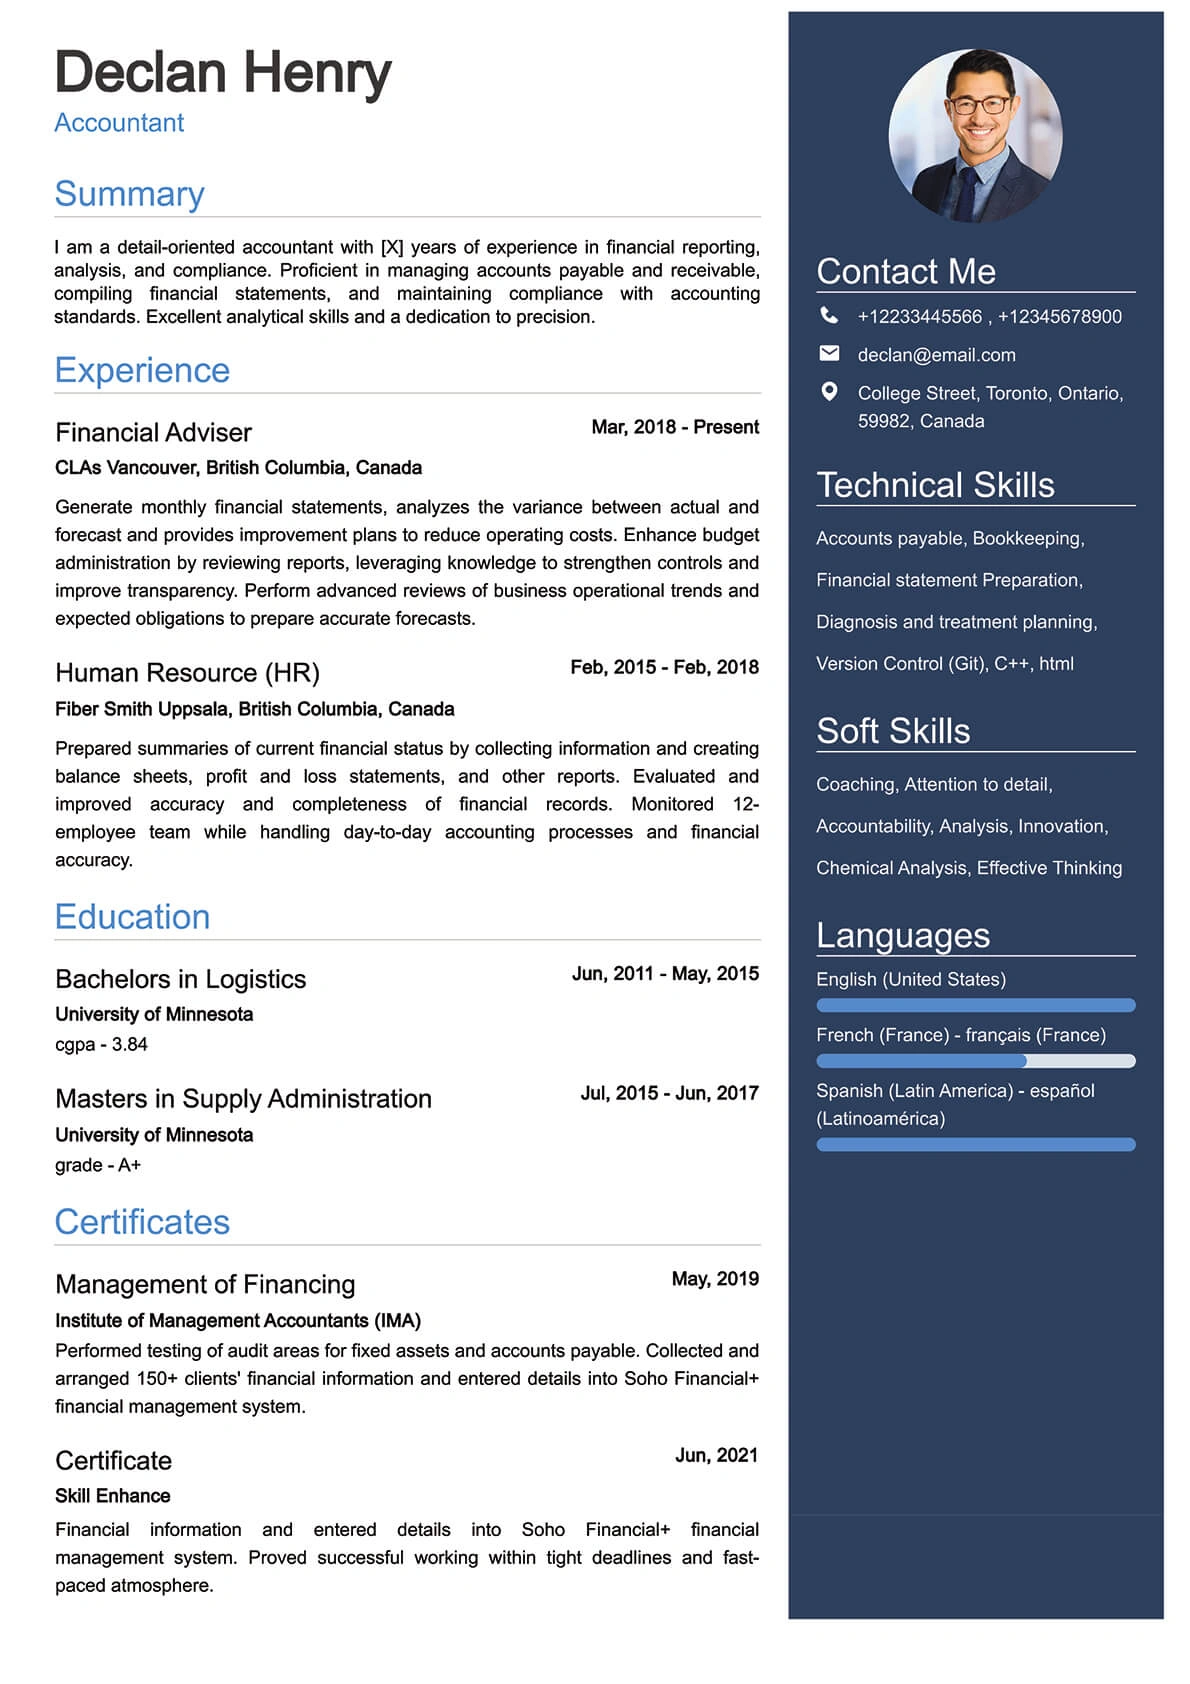 Declan Henry
Accountant
Summary
I am a detail-oriented accountant with [X] years of experience in financial reporting,
analysis, and compliance. Proficient in managing accounts payable and receivable,
compiling financial statements, and maintaining compliance with accounting
standards. Excellent analytical skills and a dedication to precision.
Experience
Financial Adviser
Mar, 2018 - Present
CLAs Vancouver, British Columbia, Canada
Generate monthly financial statements, analyzes the variance between actual and
forecast and provides improvement plans to reduce operating costs. Enhance budget
administration by reviewing reports, leveraging knowledge to strengthen controls and
improve transparency. Perform advanced reviews of business operational trends and
expected obligations to prepare accurate forecasts.
Human Resource (HR)
Feb, 2015 - Feb, 2018
Fiber Smith Uppsala, British Columbia, Canada
Prepared summaries of current financial status by collecting information and creating
balance sheets, profit and loss statements, and other reports. Evaluated and
improved accuracy and completeness of financial records. Monitored 12-
employee team while handling day-to-day accounting processes and financial
accuracy.
Education
Bachelors in Logistics
Jun, 2011 - May, 2015
University of Minnesota
cgpa - 3.84
Masters in Supply Administration
Jul, 2015 - Jun, 2017
University of Minnesota
grade - A+
Certificates
Management of Financing
May, 2019
Institute of Management Accountants (IMA)
Performed testing of audit areas for fixed assets and accounts payable. Collected and
arranged 150+ clients' financial information and entered details into Soho Financial+
financial management system.
Certificate
Jun, 2021
Skill Enhance
Financial information and entered details into Soho Financial+ financial
management system. Proved successful working within tight deadlines and fast-
paced atmosphere.
Contact Me
+12233445566 , +12345678900
declan@email.com
College Street, Toronto, Ontario,
59982, Canada
Technical Skills
Accounts payable, Bookkeeping,
Financial statement Preparation,
Diagnosis and treatment planning,
Version Control (Git), C++, html
Soft Skills
Coaching, Attention to detail,
Accountability, Analysis, Innovation,
Chemical Analysis, Effective Thinking
Languages
English (United States)
French (France) - français (France)
Spanish (Latin America) - español
(Latinoamérica)